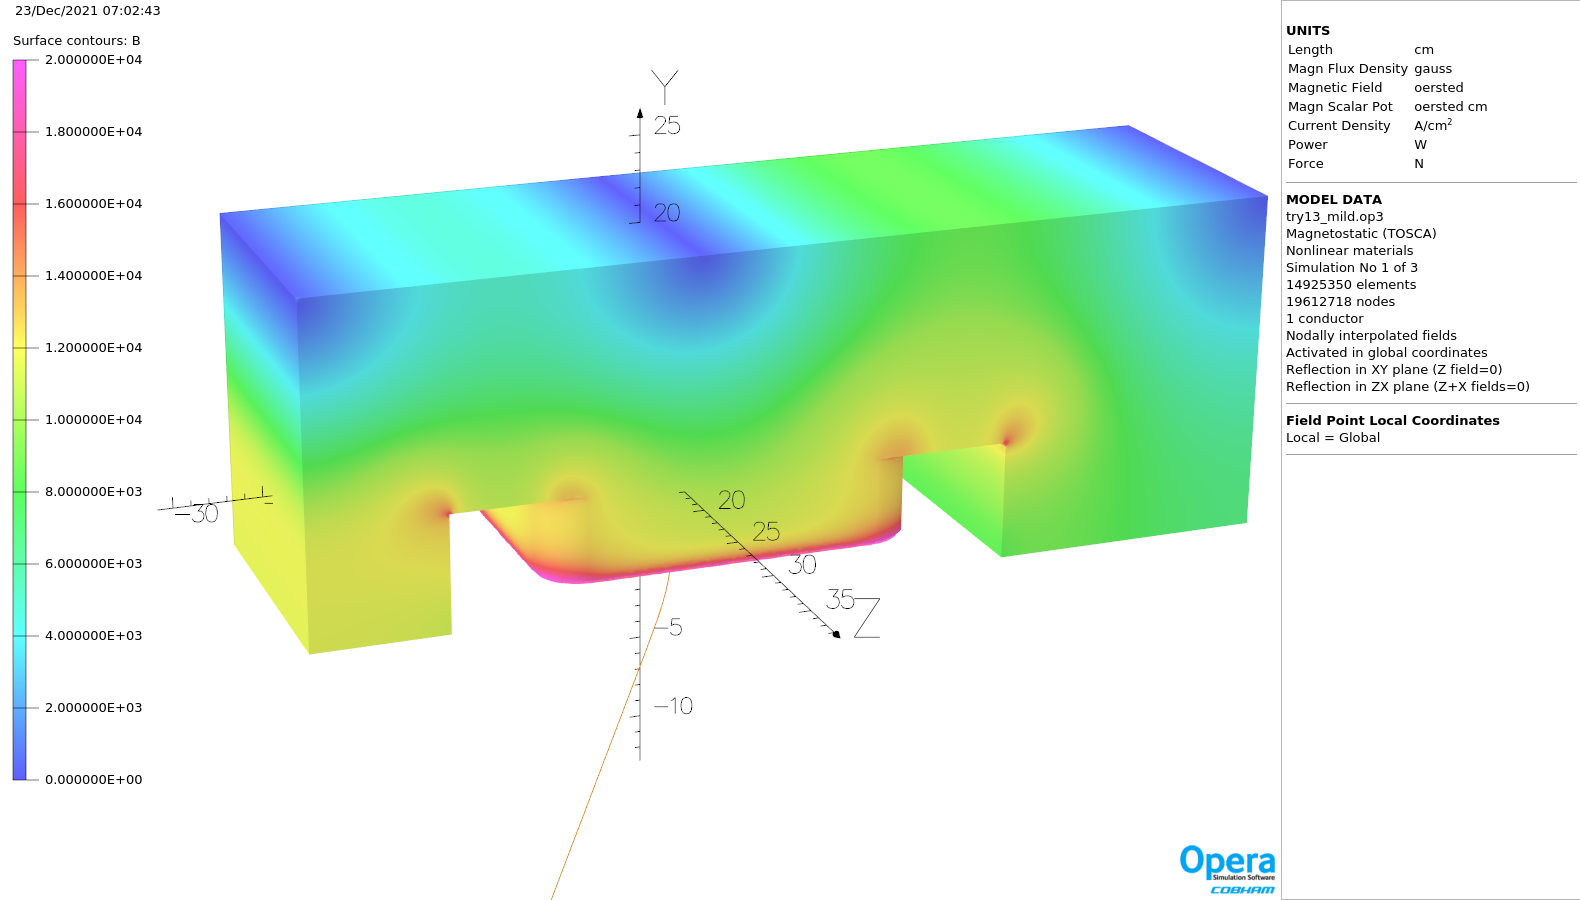 23/Dec/2021 07:02:43
Surface contours: B
2.000000E+04
1.800000E+04
1.600000E+04
1.400000E+04
1.200000E+04
1.000000E+04
8.000000E+03
6.000000E+03
4.000000E+03
2.000000E+03
0.000000E+00
Y
25
20
-30
20
25
30
35
Z
-5
-10
UNITS
Length cm
Magn Flux Density gauss
Magnetic Field oersted
Magn Scalar Pot oersted cm
Current Density A/cm²
Power W
Force N
MODEL DATA
try13_mild.op3
Magnetostatic (TOSCA)
Nonlinear materials
Simulation No 1 of 3
14925350 elements
19612718 nodes
1 conductor
Nodally interpolated fields
Activated in global coordinates
Reflection in XY plane (Z field=0)
Reflection in ZX plane (Z+X fields=0)
Field Point Local Coordinates
Local = Global
Opera
Simulation Software
COBHAM